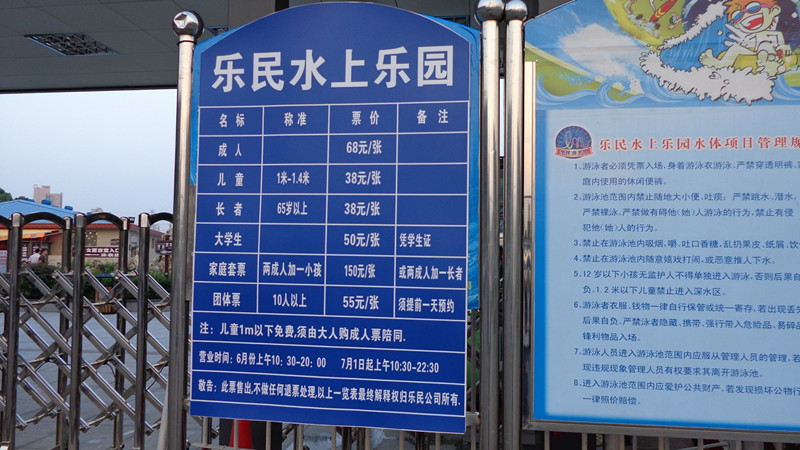 乐民水上乐园
名标 称准 票价 备注
成人 68元/张
儿童 1米-1.4米 38元/张
长者 65岁以上 38元/张
大学生 50元/张 凭学生证
家庭套票 两成人加一小孩 150元/张 或两成人加一长者
团体票 10人以上 55元/张 须提前一天预约
注:儿童1m以下免费,须由大人购成人票陪同.
营业时间:6月份上午10:30-20:00 7月1日起上午10:30-22:30
敬告:此票售出,不做任何退票处理,以上一览表最终解释权归乐民公司所有.
乐民水上乐园水体项目管理规
1、游泳者必须凭票入场,身着游泳衣游泳,严禁穿透明裤、
庭内使用的休闲便裤。
2、游泳池范围内禁止随地大小便、吐痰;严禁跳水、潜水、
严禁裸泳。严禁做有碍他(她)人游泳的行为,禁止有侵
犯他(她)人的行为。
3、禁止在游泳池内吸烟、嚼、吐口香糖,乱扔果皮、纸屑、饮
4、禁止在游泳池内随意嬉戏打闹,或恶意推人下水。
5、12岁以下小孩无监护人不得单独进入游泳,否则后果自
负.1.2米以下儿童禁止进入深水区.
6、游泳者衣服、钱物一律自行保管或统一寄存,若出现丢失
后果自负.严禁游泳者隐藏、携带、强行带入危险品、易碎品
锋利物品入场。
7、游泳人员进入游泳池范围内应服从管理人员的管理,若
现违规现象管理人员有权要求其离开游泳池.
8、进入游泳池范围内应爱护公共财产,若发现损坏公物行
一律照价赔偿.